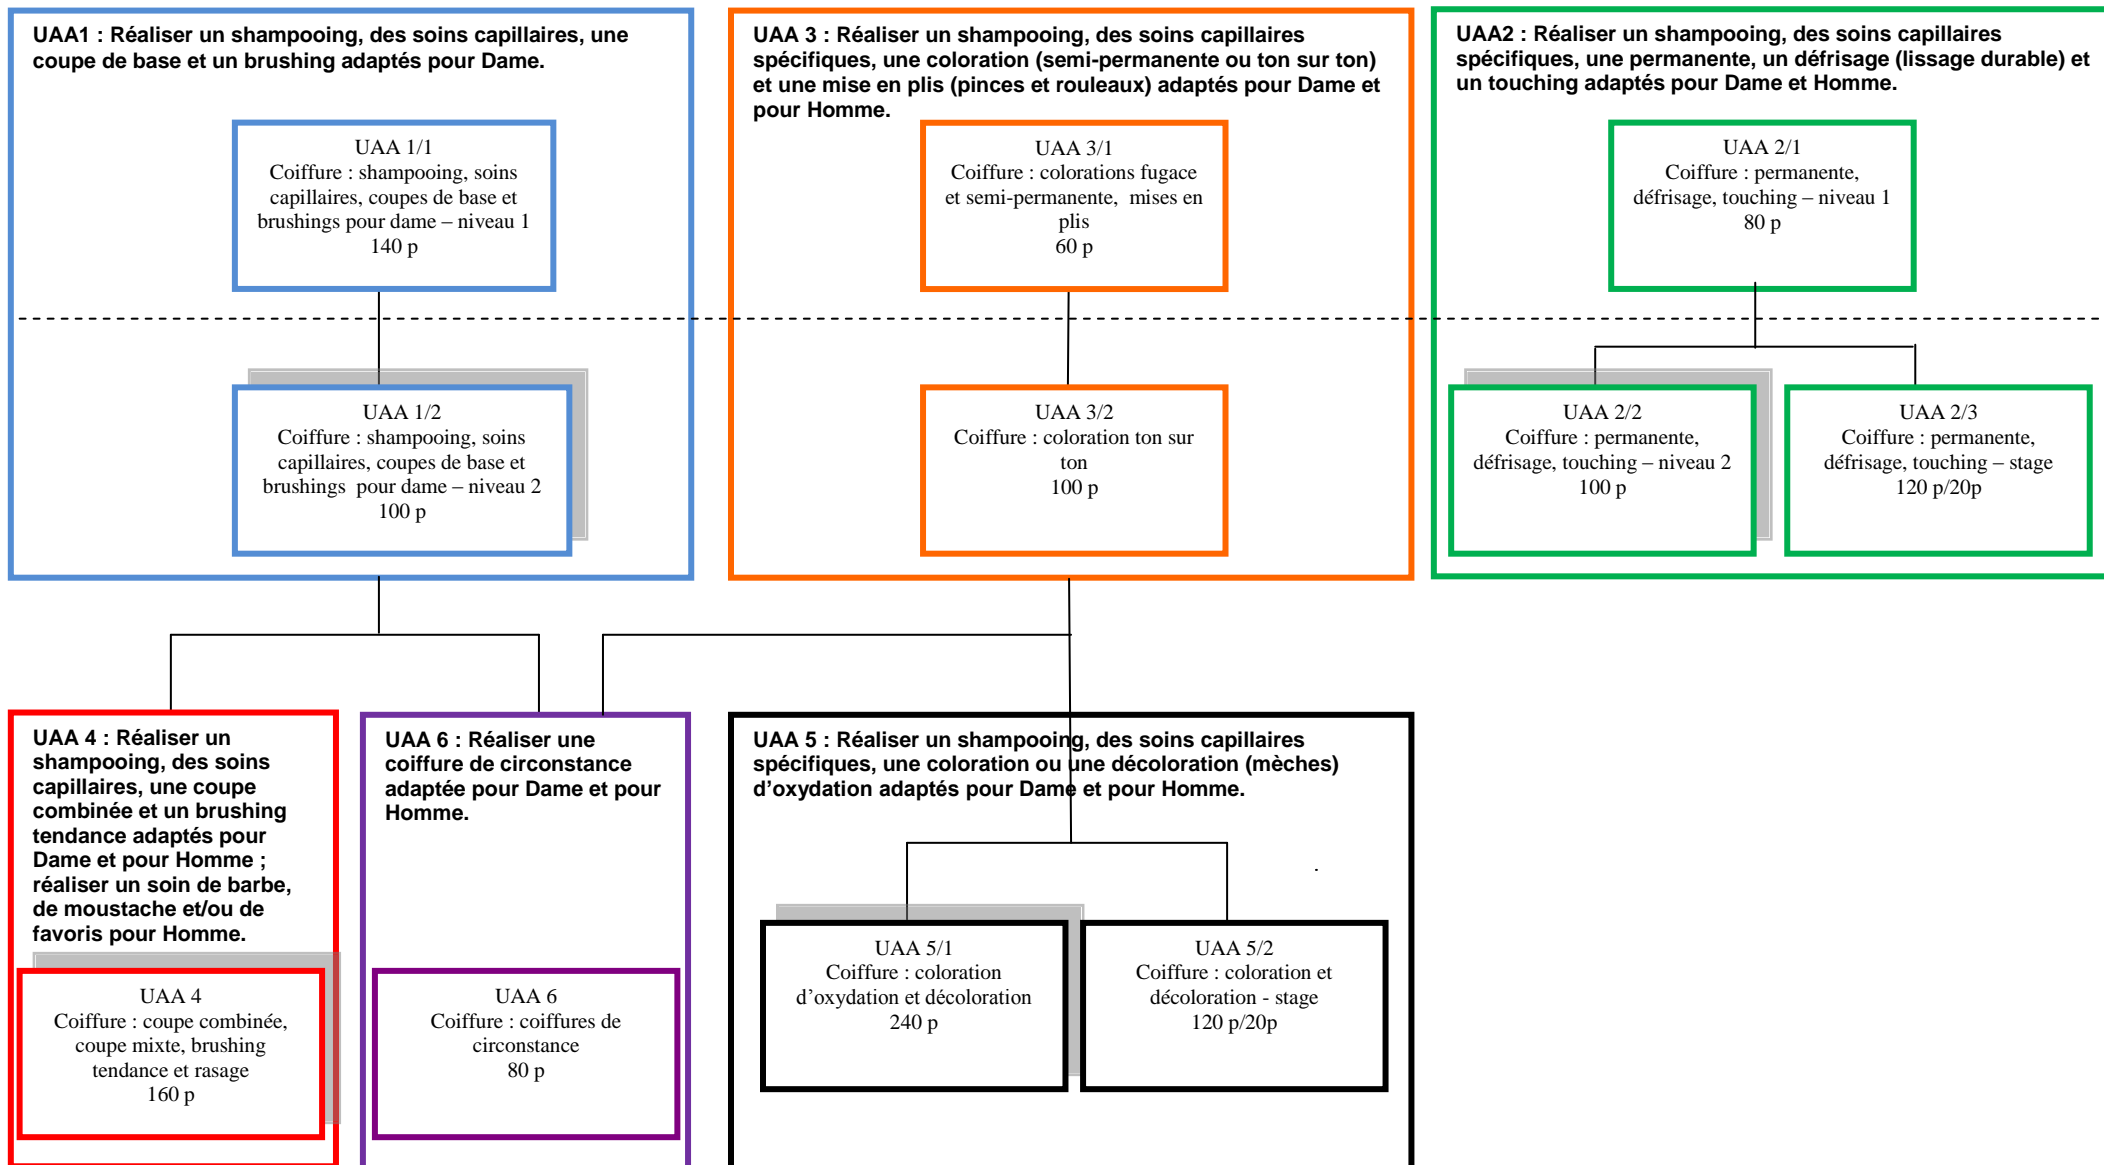 UAA1 : Réaliser un shampooing, des soins capillaires, une
coupe de base et un brushing adaptés pour Dame.
UAA 1/1
Coiffure : shampooing, soins
capillaires, coupes de base et
brushings pour dame – niveau 1
140 p
UAA 1/2
Coiffure : shampooing, soins
capillaires, coupes de base et
brushings pour dame – niveau 2
100 p
UAA 3 : Réaliser un shampooing, des soins capillaires
spécifiques, une coloration (semi-permanente ou ton sur ton)
et une mise en plis (pinces et rouleaux) adaptés pour Dame et
pour Homme.
UAA 3/1
Coiffure : colorations fugace
et semi-permanente, mises en
plis
60 p
UAA 3/2
Coiffure : coloration ton sur
ton
100 p
UAA2 : Réaliser un shampooing, des soins capillaires
spécifiques, une permanente, un défrisage (lissage durable) et
un touching adaptés pour Dame et Homme.
UAA 2/1
Coiffure : permanente,
défrisage, touching – niveau 1
80 p
UAA 2/2
Coiffure : permanente,
défrisage, touching – niveau 2
100 p
UAA 2/3
Coiffure : permanente,
défrisage, touching – stage
120 p/20p
UAA 4 : Réaliser un
shampooing, des soins
capillaires, une coupe
combinée et un brushing
tendance adaptés pour
Dame et pour Homme ;
réaliser un soin de barbe,
de moustache et/ou de
favoris pour Homme.
UAA 4
Coiffure : coupe combinée,
coupe mixte, brushing
tendance et rasage
160 p
UAA 6 : Réaliser une
coiffure de circonstance
adaptée pour Dame et pour
Homme.
UAA 6
Coiffure : coiffures de
circonstance
80 p
UAA 5 : Réaliser un shampooing, des soins capillaires
spécifiques, une coloration ou une décoloration (mèches)
d’oxydation adaptés pour Dame et pour Homme.
.
UAA 5/1
Coiffure : coloration
d’oxydation et décoloration
240 p
UAA 5/2
Coiffure : coloration et
décoloration - stage
120 p/20p